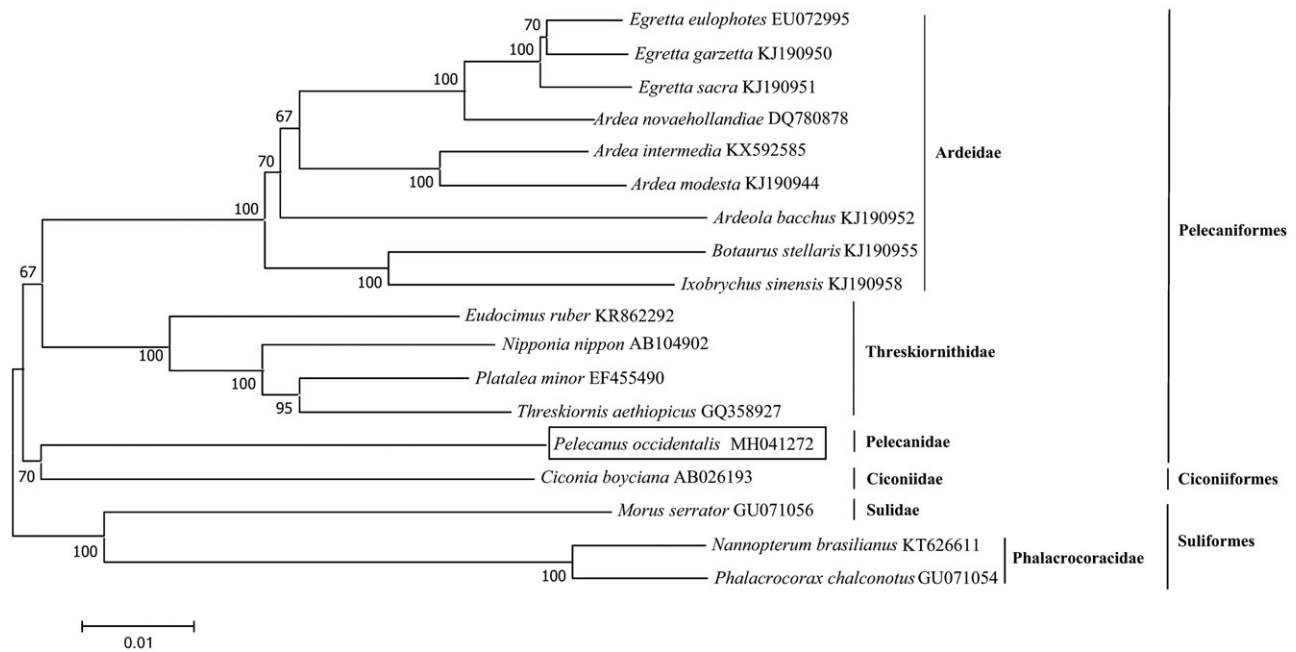 70
Egretta eulophotes EU072995
100
Egretta garzetta KJ190950
100
Egretta sacra KJ190951
67
Ardea novaehollandiae DQ780878
70
Ardea intermedia KX592585
Ardeidae
100
Ardea modesta KJ190944
100
Ardeola bacchus KJ190952
Pelecaniformes
Botaurus stellaris KJ190955
67
100
Ixobrychus sinensis KJ190958
Eudocimus ruber KR862292
100
Nipponia nippon AB104902
Threskiornithidae
100
Platalea minor EF455490
95
Threskiornis aethiopicus GQ358927
Pelecanus occidentalis MH041272
Pelecanidae
70
Ciconia boyciana AB026193
Ciconiidae
Ciconiiformes
Morus serrator GU071056
Sulidae
100
Suliformes
Nannopterum brasilianus KT626611
Phalacrocoracidae
100
Phalacrocorax chalconotus GU071054
0.01